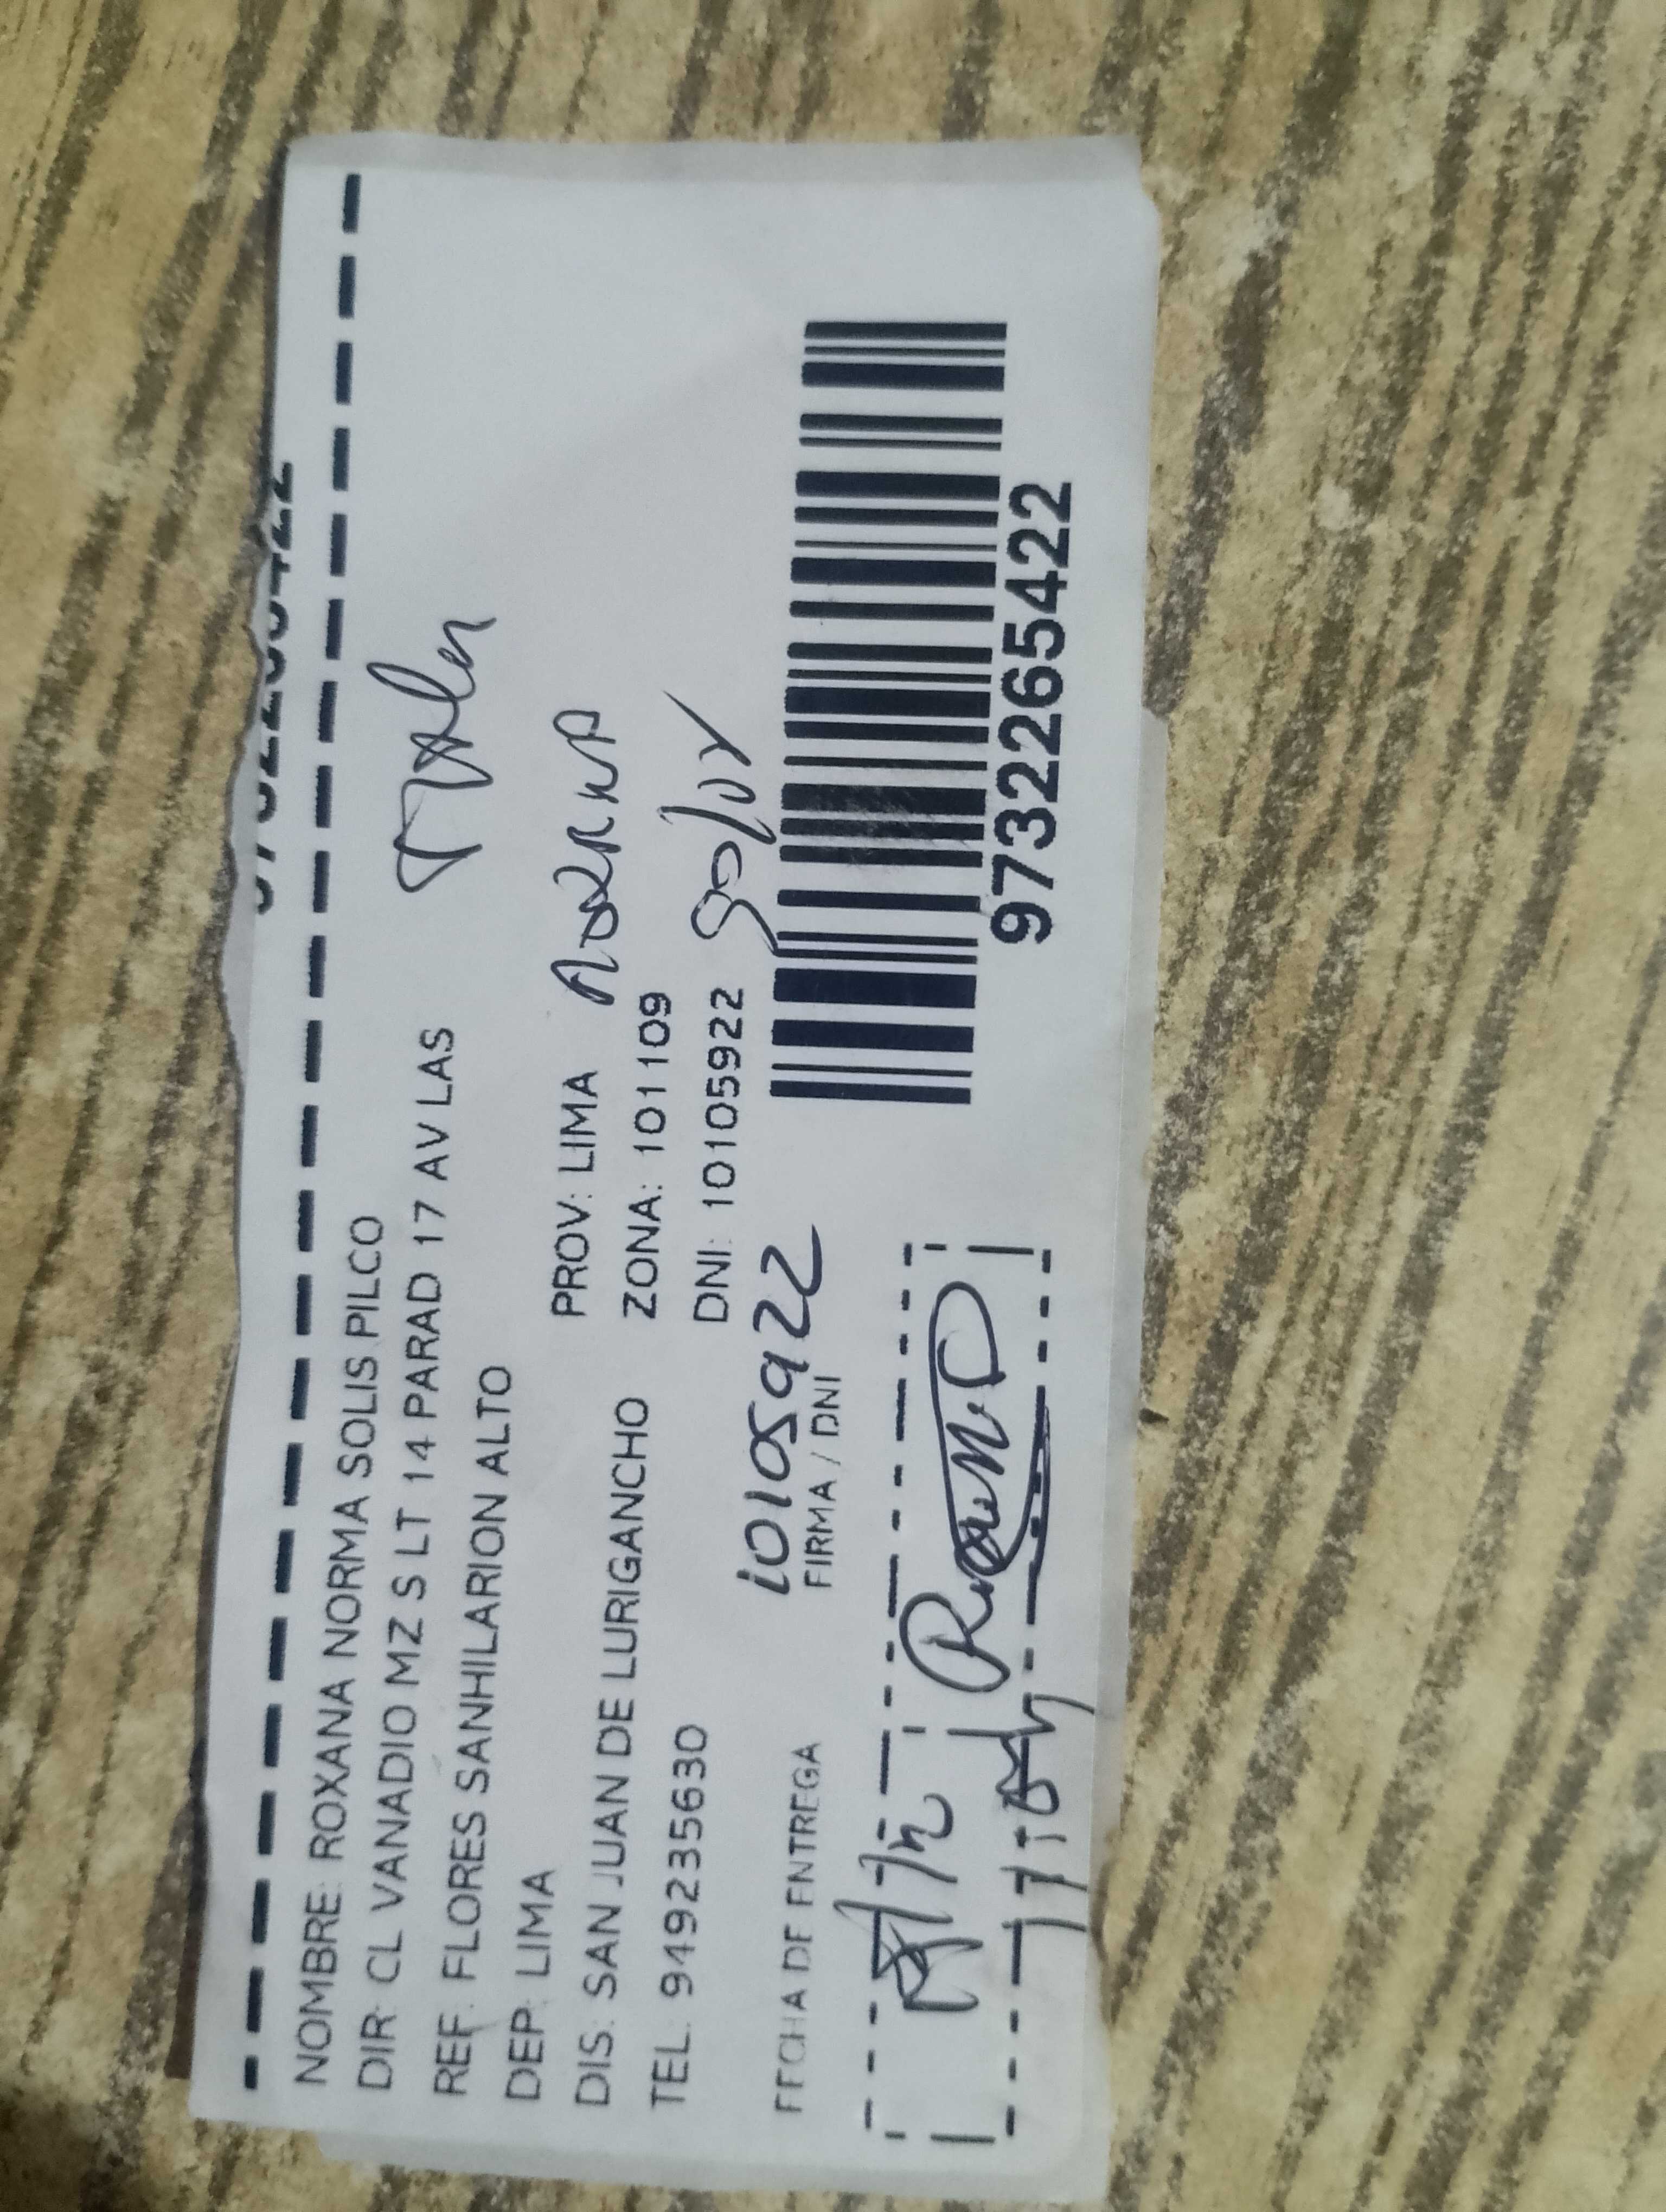 NOMBRE: ROXANA NORMA SOLIS PILCO
DIR: CL VANADIO MZ S LT 14 PARAD 17 AV LAS
REF: FLORES SANHILARION ALTO
DEP: LIMA PROV: LIMA
DIS: SAN JUAN DE LURIGANCHO ZONA: 101109
TEL: 949235630 DNI: 10105922
10105922
FECHA DE ENTREGA FIRMA / DNI
9732265422